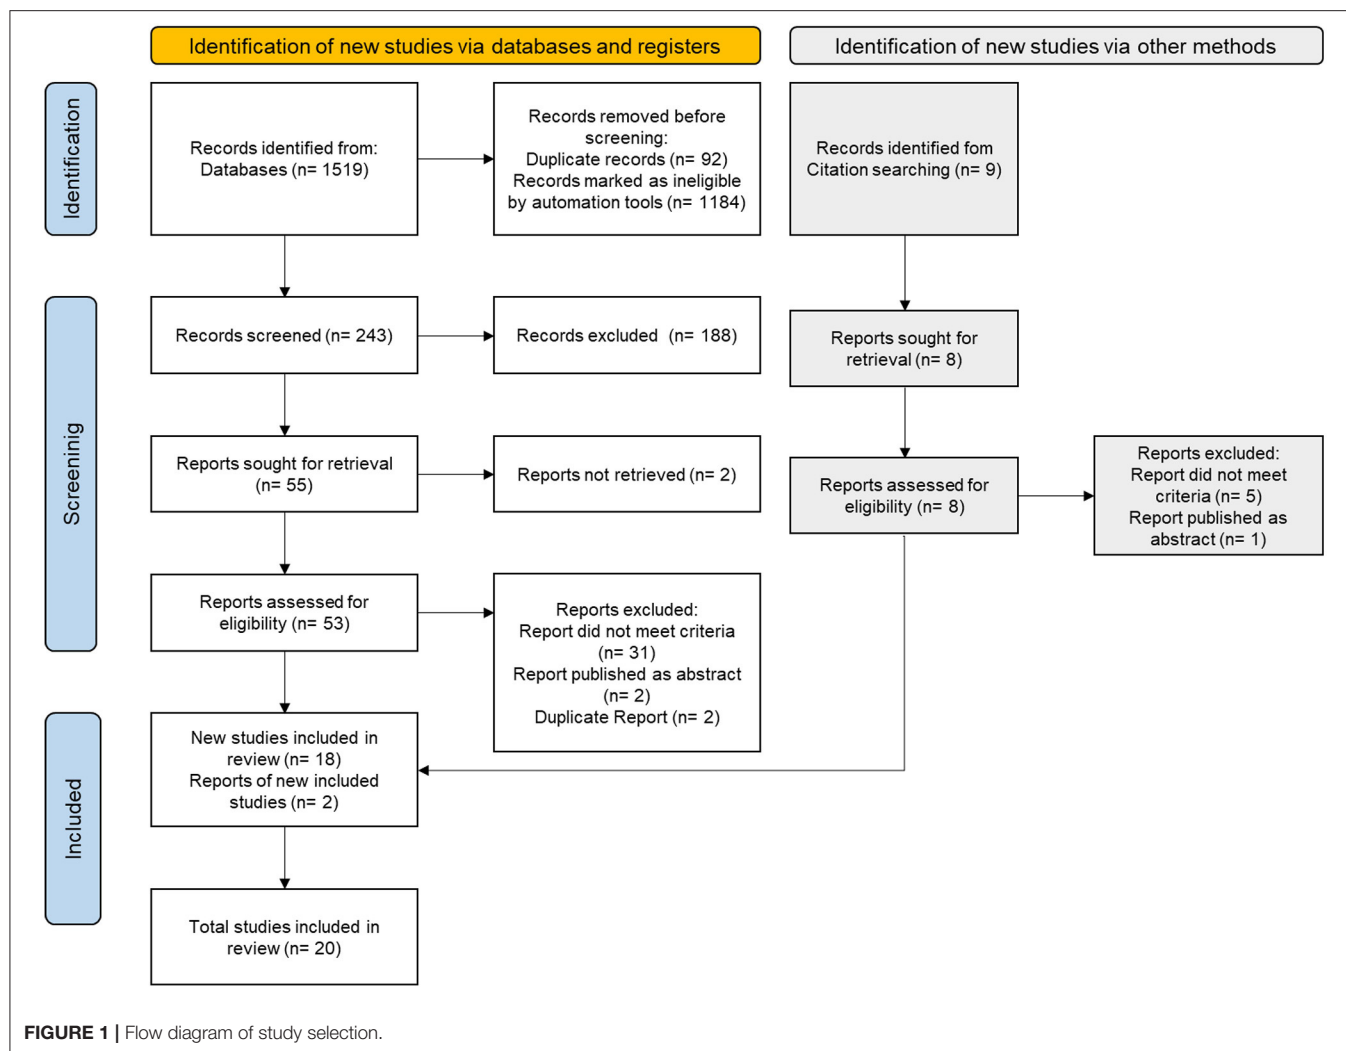 Identification of new studies via databases and registers
Identification of new studies via other methods
Identification
Records identified from:
Databases (n= 1519)
Records removed before
screening:
Duplicate records (n= 92)
Records marked as ineligible
by automation tools (n= 1184)
Records identified fom
Citation searching (n= 9)
Screeninig
Records screened (n= 243)
Records excluded (n= 188)
Reports sought for
retrieval (n= 8)
Reports sought for retrieval
(n= 55)
Reports not retrieved (n= 2)
Reports assessed for
eligibility (n= 8)
Reports excluded:
Report did not meet
criteria (n= 5)
Report published as
abstract (n= 1)
Reports assessed for
eligibility (n= 53)
Reports excluded:
Report did not meet criteria
(n= 31)
Report published as abstract
(n= 2)
Duplicate Report (n= 2)
Included
New studies included in
review (n= 18)
Reports of new included
studies (n= 2)
Total studies included in
review (n= 20)
FIGURE 1 | Flow diagram of study selection.